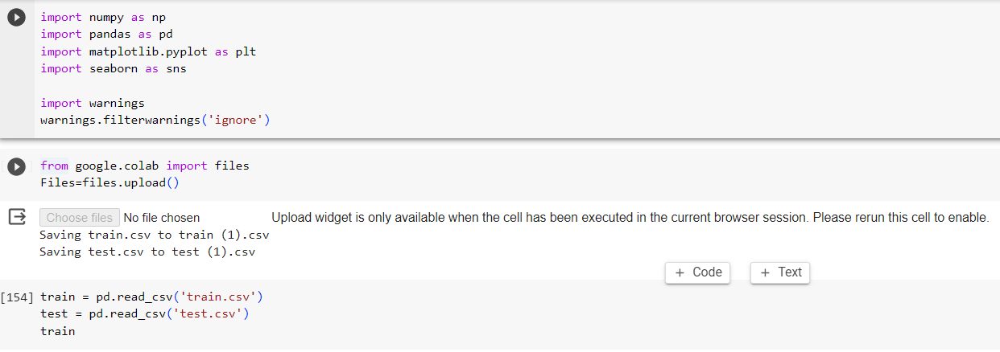 import numpy as np
import pandas as pd
import matplotlib.pyplot as plt
import seaborn as sns
import warnings
warnings.filterwarnings('ignore')
from google.colab import files
Files=files.upload()
Choose files No file chosen Upload widget is only available when the cell has been executed in the current browser session. Please rerun this cell to enable.
Saving train.csv to train (1).csv
Saving test.csv to test (1).csv
+ Code + Text
[154] train = pd.read_csv('train.csv')
test = pd.read_csv('test.csv')
train